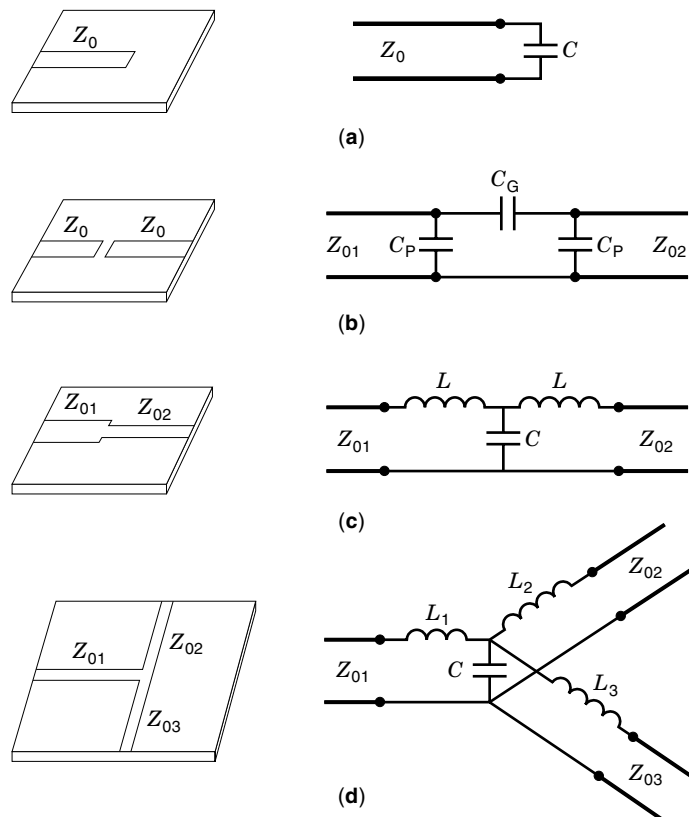 Z0 Z0 C
(a)
CG
Z0 Z0 Z01 CP CP Z02
(b)
L L
Z01 Z02 Z01 C Z02
(c)
L2 Z02
Z01 Z02 L1
Z01 C L3
Z03 Z03
(d)